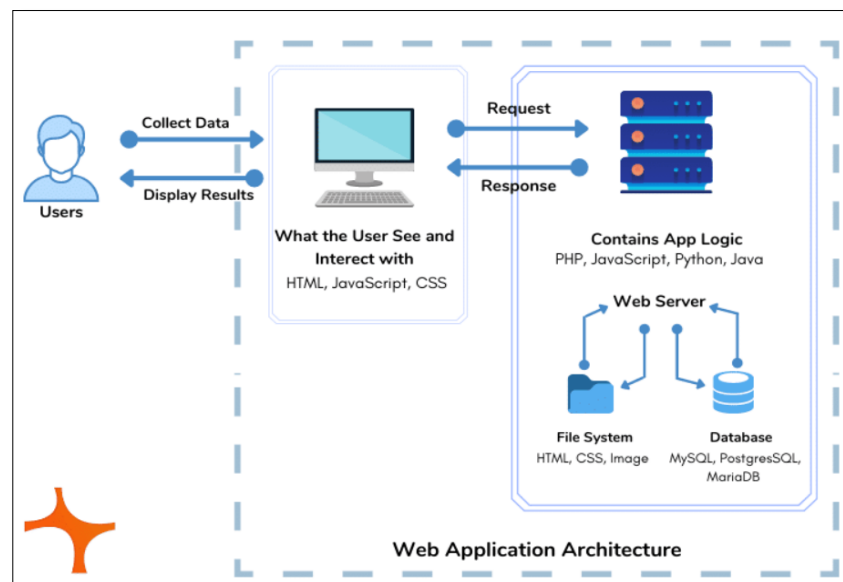 Collect Data
Display Results
Users
What the User See and
Interect with
HTML, JavaScript, CSS
Request
Response
Contains App Logic
PHP, JavaScript, Python, Java
Web Server
File System
HTML, CSS, Image
Database
MySQL, PostgresSQL,
MariaDB
Web Application Architecture